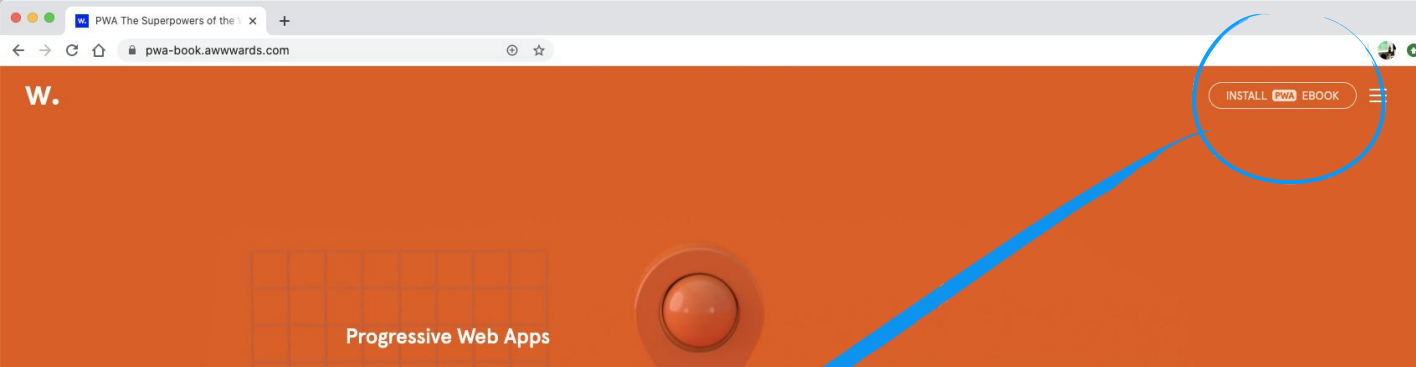 w. PWA The Superpowers of the
pwa-book.awwwards.com
W.
INSTALL PWA EBOOK
Progressive Web Apps